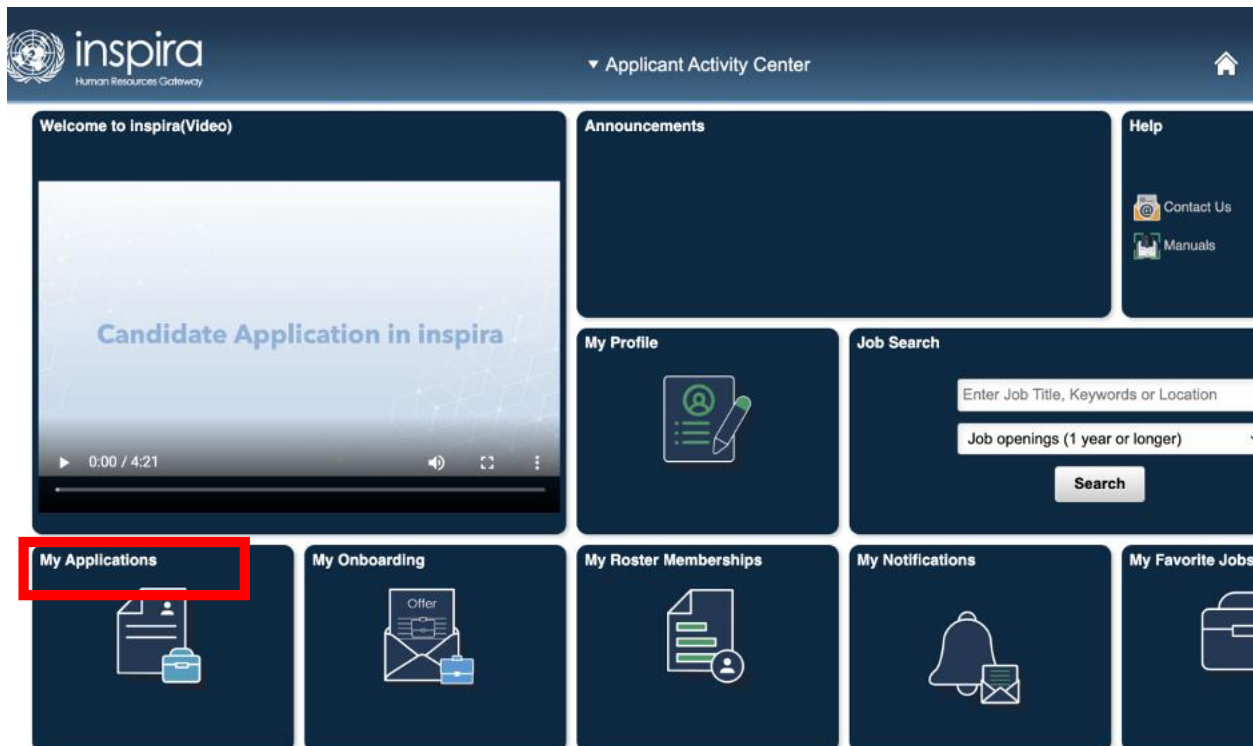 inspira
Human Resources Gateway
Applicant Activity Center
Welcome to inspira(Video)
Candidate Application in inspira
0:00 / 4:21
Announcements
Help
Contact Us
Manuals
My Profile
Job Search
Enter Job Title, Keywords or Location
Job openings (1 year or longer)
Search
My Applications
My Onboarding
Offer
My Roster Memberships
My Notifications
My Favorite Jobs